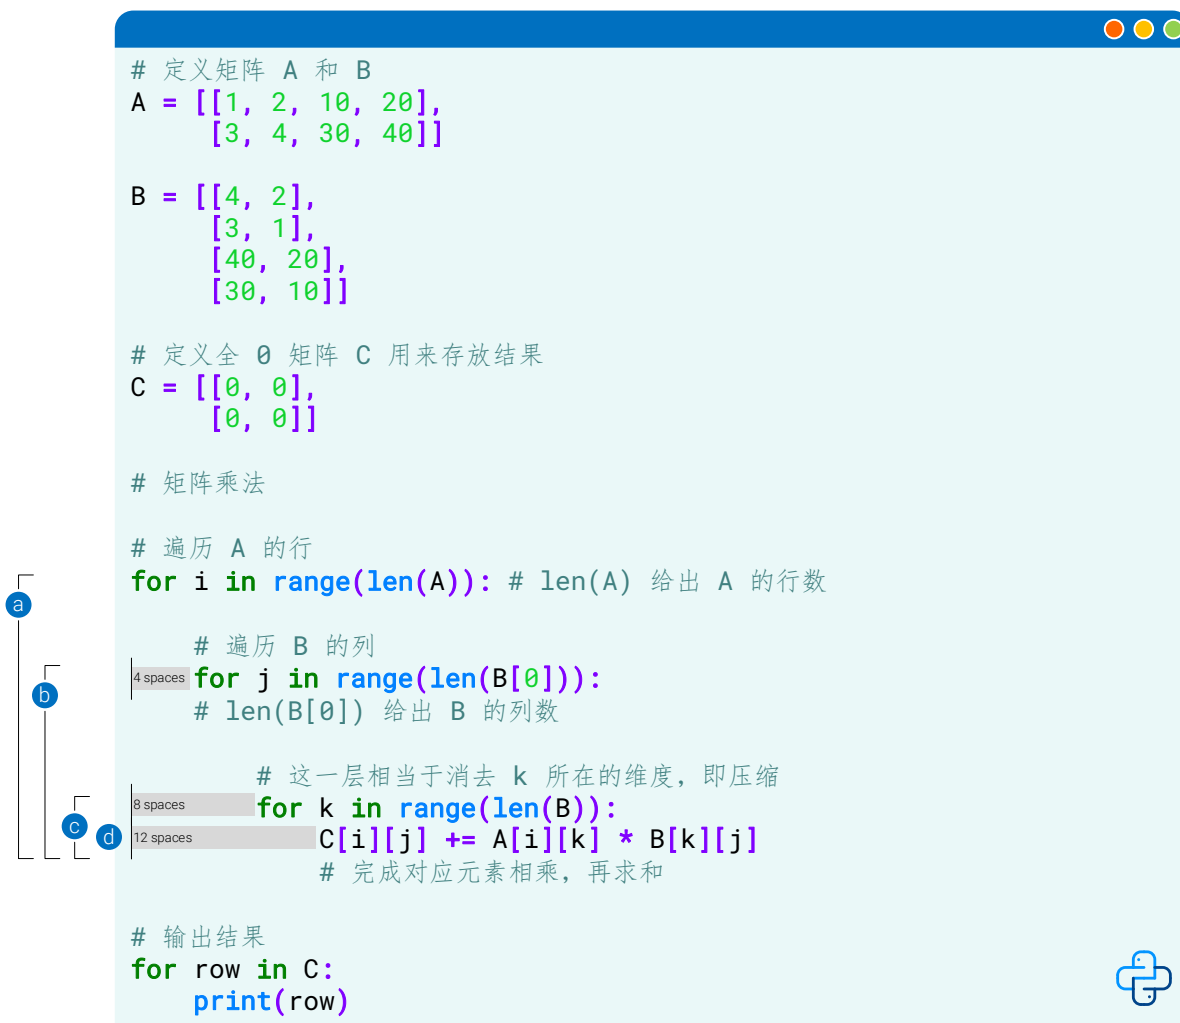 # 定义矩阵 A 和 B
A = [[1, 2, 10, 20],
     [3, 4, 30, 40]]
B = [[4, 2],
     [3, 1],
     [40, 20],
     [30, 10]]
# 定义全 0 矩阵 C 用来存放结果
C = [[0, 0],
     [0, 0]]
# 矩阵乘法
# 遍历 A 的行
for i in range(len(A)): # len(A) 给出 A 的行数
a
# 遍历 B 的列
b 4 spaces for j in range(len(B[0])):
# len(B[0]) 给出 B 的列数
# 这一层相当于消去 k 所在的维度，即压缩
8 spaces for k in range(len(B)):
c d 12 spaces C[i][j] += A[i][k] * B[k][j]
# 完成对应元素相乘，再求和
# 输出结果
for row in C:
    print(row)